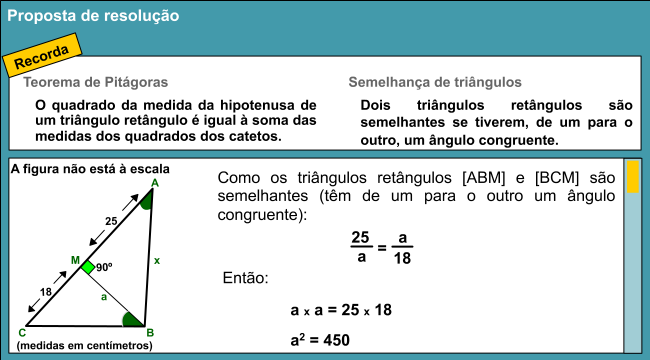 Proposta de resolução
Recorda
Teorema de Pitágoras
O quadrado da medida da hipotenusa de
um triângulo retângulo é igual à soma das
medidas dos quadrados dos catetos.
Semelhança de triângulos
Dois triângulos retângulos são
semelhantes se tiverem, de um para o
outro, um ângulo congruente.
A figura não está à escala
A
25
M
90º
x
18
a
C
B
(medidas em centímetros)
Como os triângulos retângulos [ABM] e [BCM] são
semelhantes (têm de um para o outro um ângulo
congruente):
25/a = a/18
Então:
a x a = 25 x 18
a² = 450